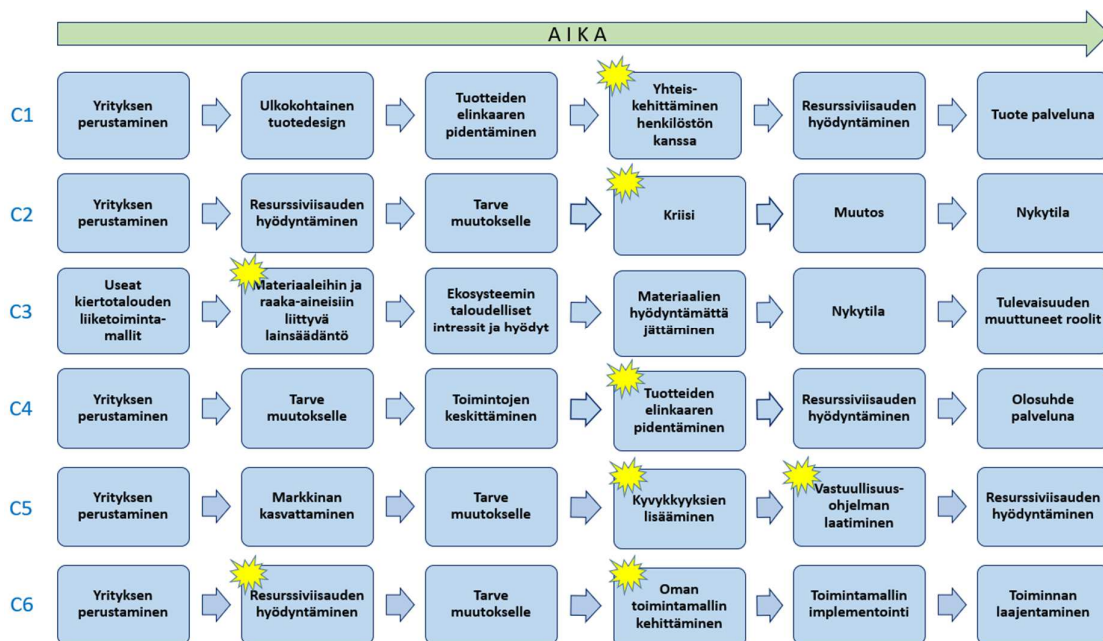 AIKA
C1
Yrityksen
perustaminen
Ulkokohtainen
tuotedesign
Tuotteiden
elinkaaren
pidentäminen
Yhteis-
kehittäminen
henkilöstön
kanssa
Resurssiviisauden
hyödyntäminen
Tuote palveluna
C2
Yrityksen
perustaminen
Resurssiviisauden
hyödyntäminen
Tarve
muutokselle
Kriisi
Muutos
Nykytila
C3
Useat
kiertotalouden
liiketoiminta-
mallit
Materiaaleihin ja
raaka-aineisiin
liittyvä
lainsäädäntö
Ekosysteemin
taloudelliset
intressit ja hyödyt
Materiaalien
hyödyntämättä
jättäminen
Nykytila
Tulevaisuuden
muuttuneet roolit
C4
Yrityksen
perustaminen
Tarve
muutokselle
Toimintojen
keskittäminen
Tuotteiden
elinkaaren
pidentäminen
Resurssiviisauden
hyödyntäminen
Olosuhde
palveluna
C5
Yrityksen
perustaminen
Markkinan
kasvattaminen
Tarve
muutokselle
Kyvykkyyksien
lisääminen
Vastuullisuus-
ohjelman
laatiminen
Resurssiviisauden
hyödyntäminen
C6
Yrityksen
perustaminen
Resurssiviisauden
hyödyntäminen
Tarve
muutokselle
Oman
toimintamallin
kehittäminen
Toimintamallin
implementointi
Toiminnan
laajentaminen